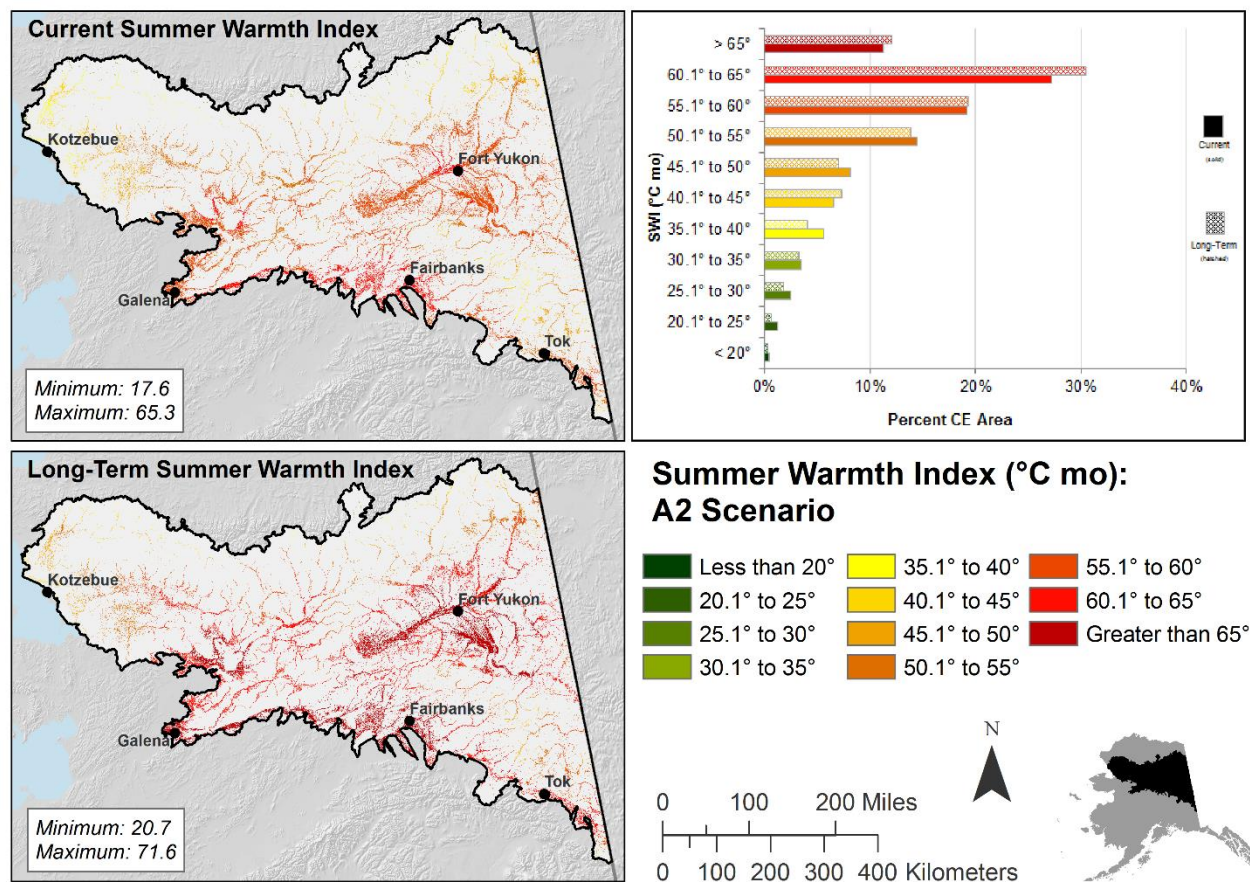 Current Summer Warmth Index
Kotzebue
Fort Yukon
Fairbanks
Galena
Tok
Minimum: 17.6
Maximum: 65.3
SWI (°C mo)
> 65°
60.1° to 65°
55.1° to 60°
50.1° to 55°
45.1° to 50°
40.1° to 45°
35.1° to 40°
30.1° to 35°
25.1° to 30°
20.1° to 25°
< 20°
0% 10% 20% 30% 40%
Percent CE Area
Current
(solid)
Long-Term
(hatched)
Long-Term Summer Warmth Index
Kotzebue
Fort Yukon
Fairbanks
Galena
Tok
Minimum: 20.7
Maximum: 71.6
Summer Warmth Index (°C mo):
A2 Scenario
Less than 20°
20.1° to 25°
25.1° to 30°
30.1° to 35°
35.1° to 40°
40.1° to 45°
45.1° to 50°
50.1° to 55°
55.1° to 60°
60.1° to 65°
Greater than 65°
N
0 100 200 Miles
0 100 200 300 400 Kilometers